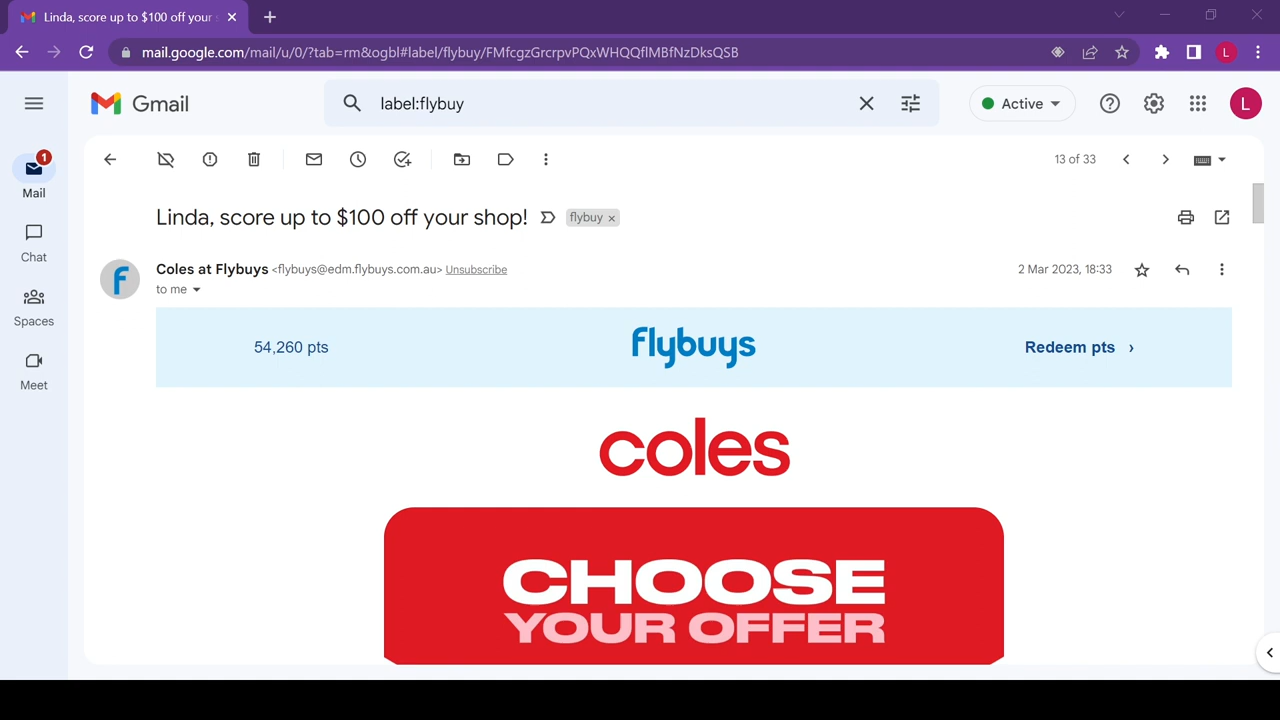 Linda, score up to $100 off your s
mail.google.com/mail/u/0/?tab=rm&ogbl#label/flybuy/FMfcgzGrcrpvPQxWHQQflMBfNzDksQSB
L
Gmail
label:flybuy
Active
L
1
Mail
Chat
Spaces
Meet
13 of 33
Linda, score up to $100 off your shop!
flybuy ×
Coles at Flybuys <flybuys@edm.flybuys.com.au> Unsubscribe
2 Mar 2023, 18:33
to me
54,260 pts
flybuys
Redeem pts ›
coles
CHOOSE
YOUR OFFER